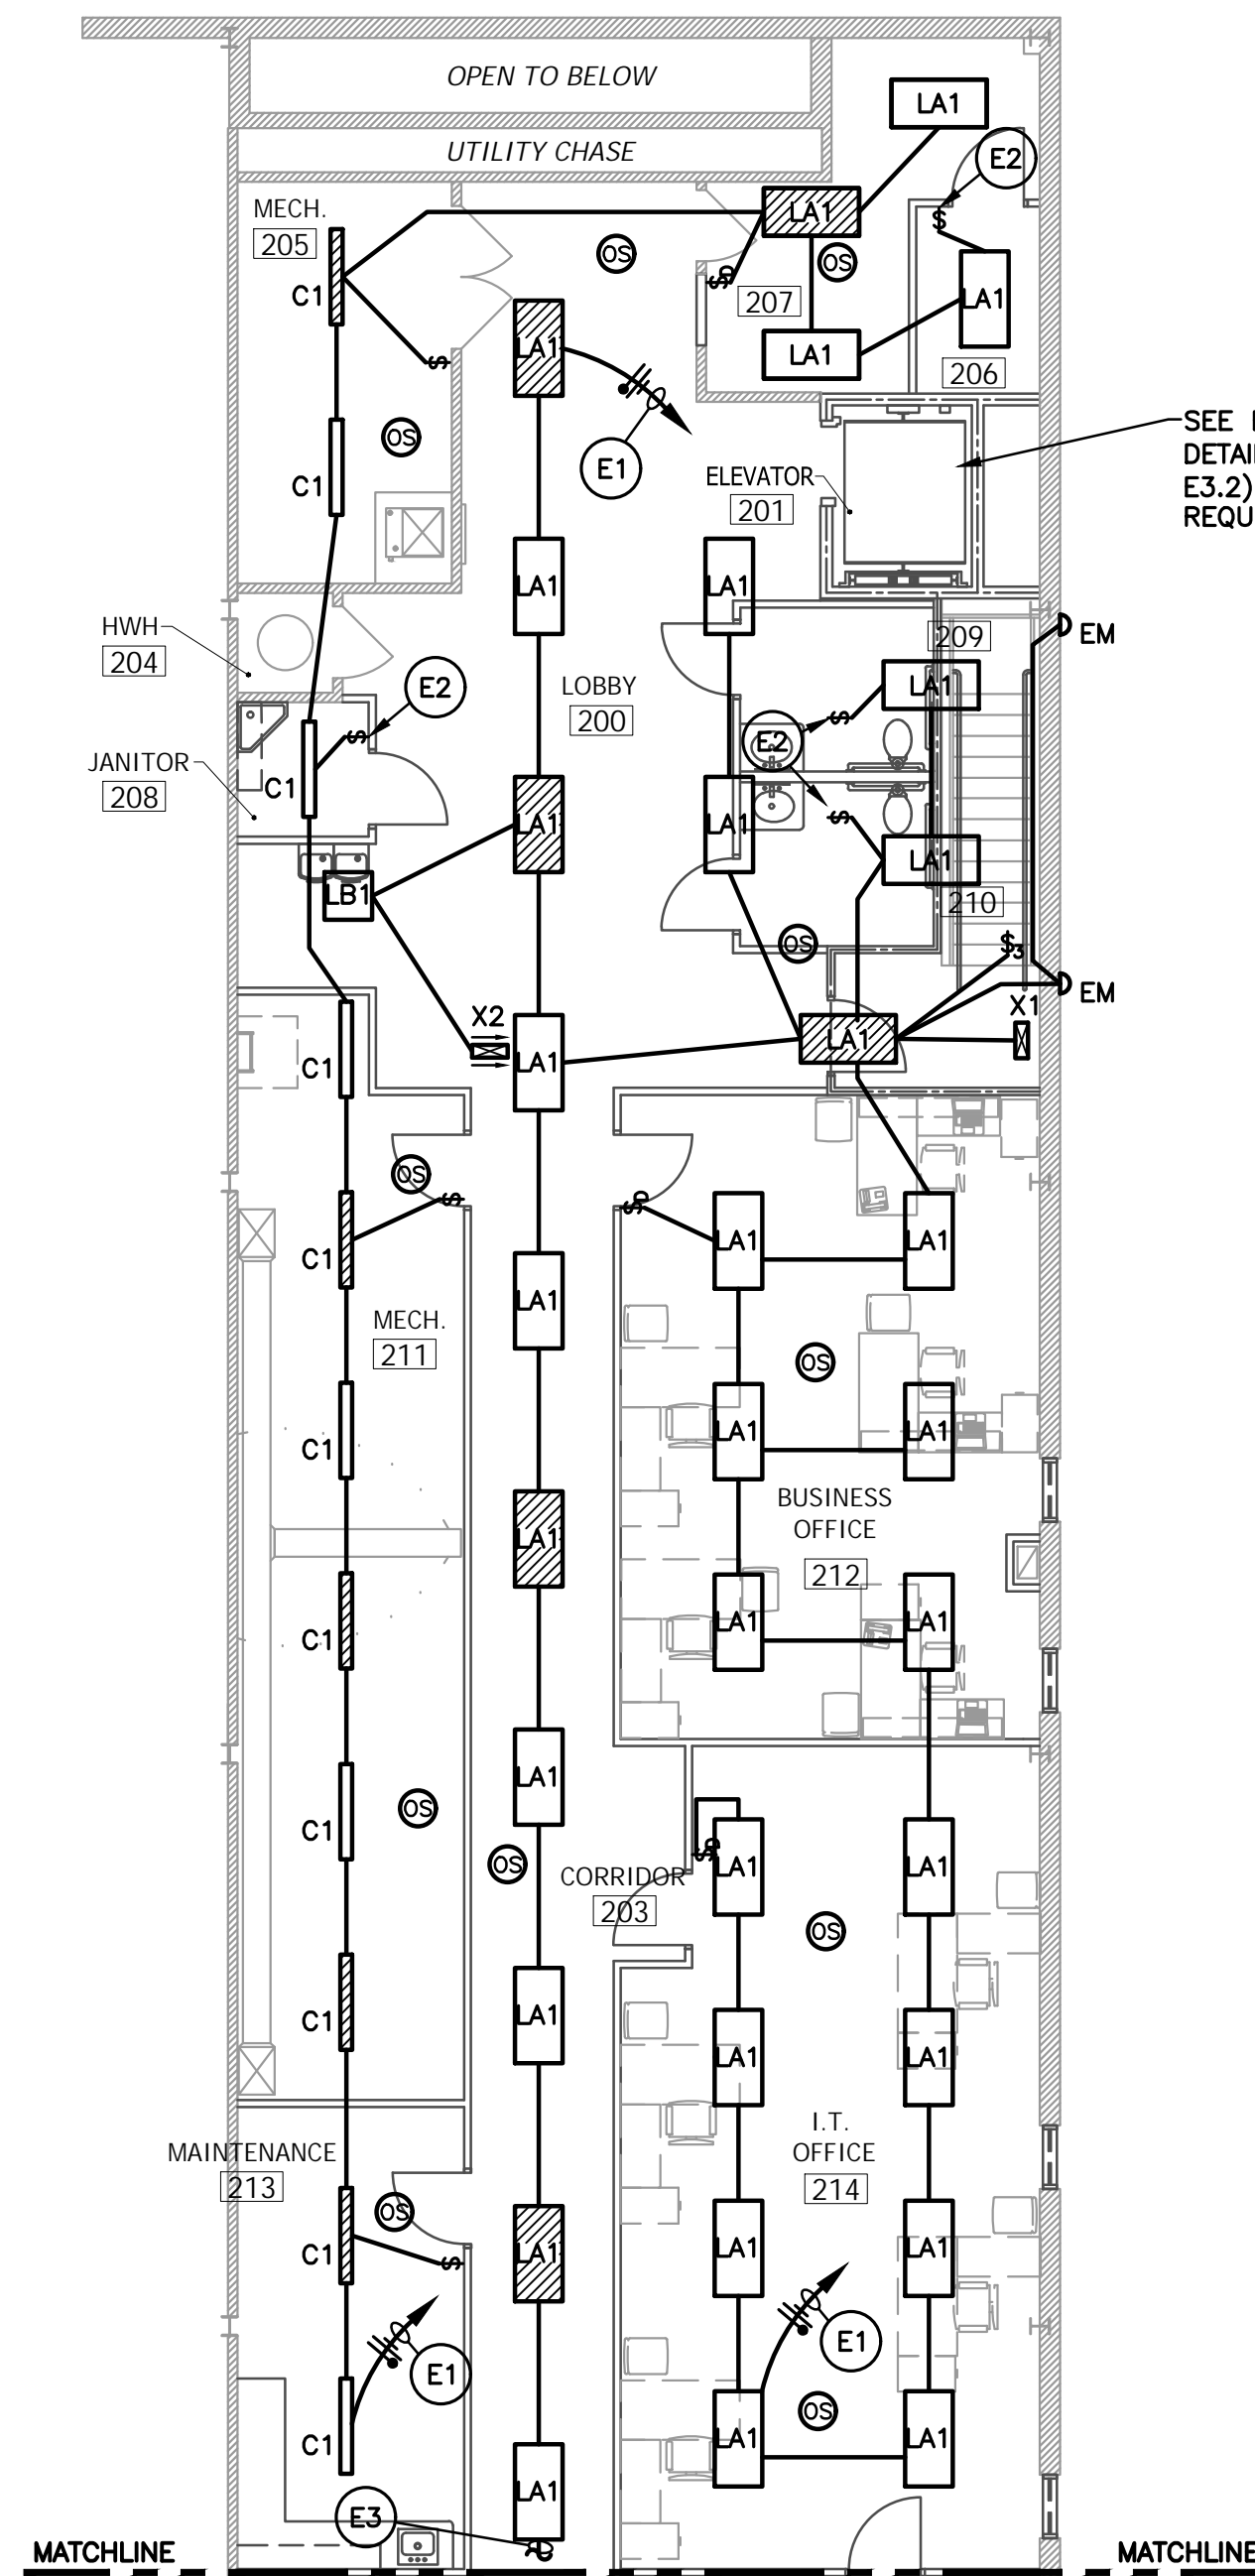 OPEN TO BELOW
LA1
UTILITY CHASE
E2
MECH.
205
LA1
$
OS
OS
$D
207
LA1
C1
LA1
LA1
206
$
OS
SEE
DETAIL
E3.2)
REQU
E1
ELEVATOR
201
C1
LA1
LA1
HWH
204
209
EM
LOBBY
200
E2
LA1
$
$
E2
JANITOR
208
C1
LA1
LA1
$
LA1
LB1
210
OS
$3
EM
X2
X1
LA1
LA1
C1
OS
$
$D
LA1
LA1
C1
LA1
MECH.
211
OS
C1
LA1
LA1
BUSINESS
OFFICE
212
LA1
C1
LA1
LA1
LA1
OS
C1
$D
LA1
LA1
OS
CORRIDOR
203
OS
C1
LA1
LA1
LA1
I.T.
OFFICE
214
MAINTENANCE
213
OS
C1
$
LA1
LA1
LA1
E1
E1
OS
C1
LA1
LA1
LA1
E3
MATCHLINE
MATCHLINE